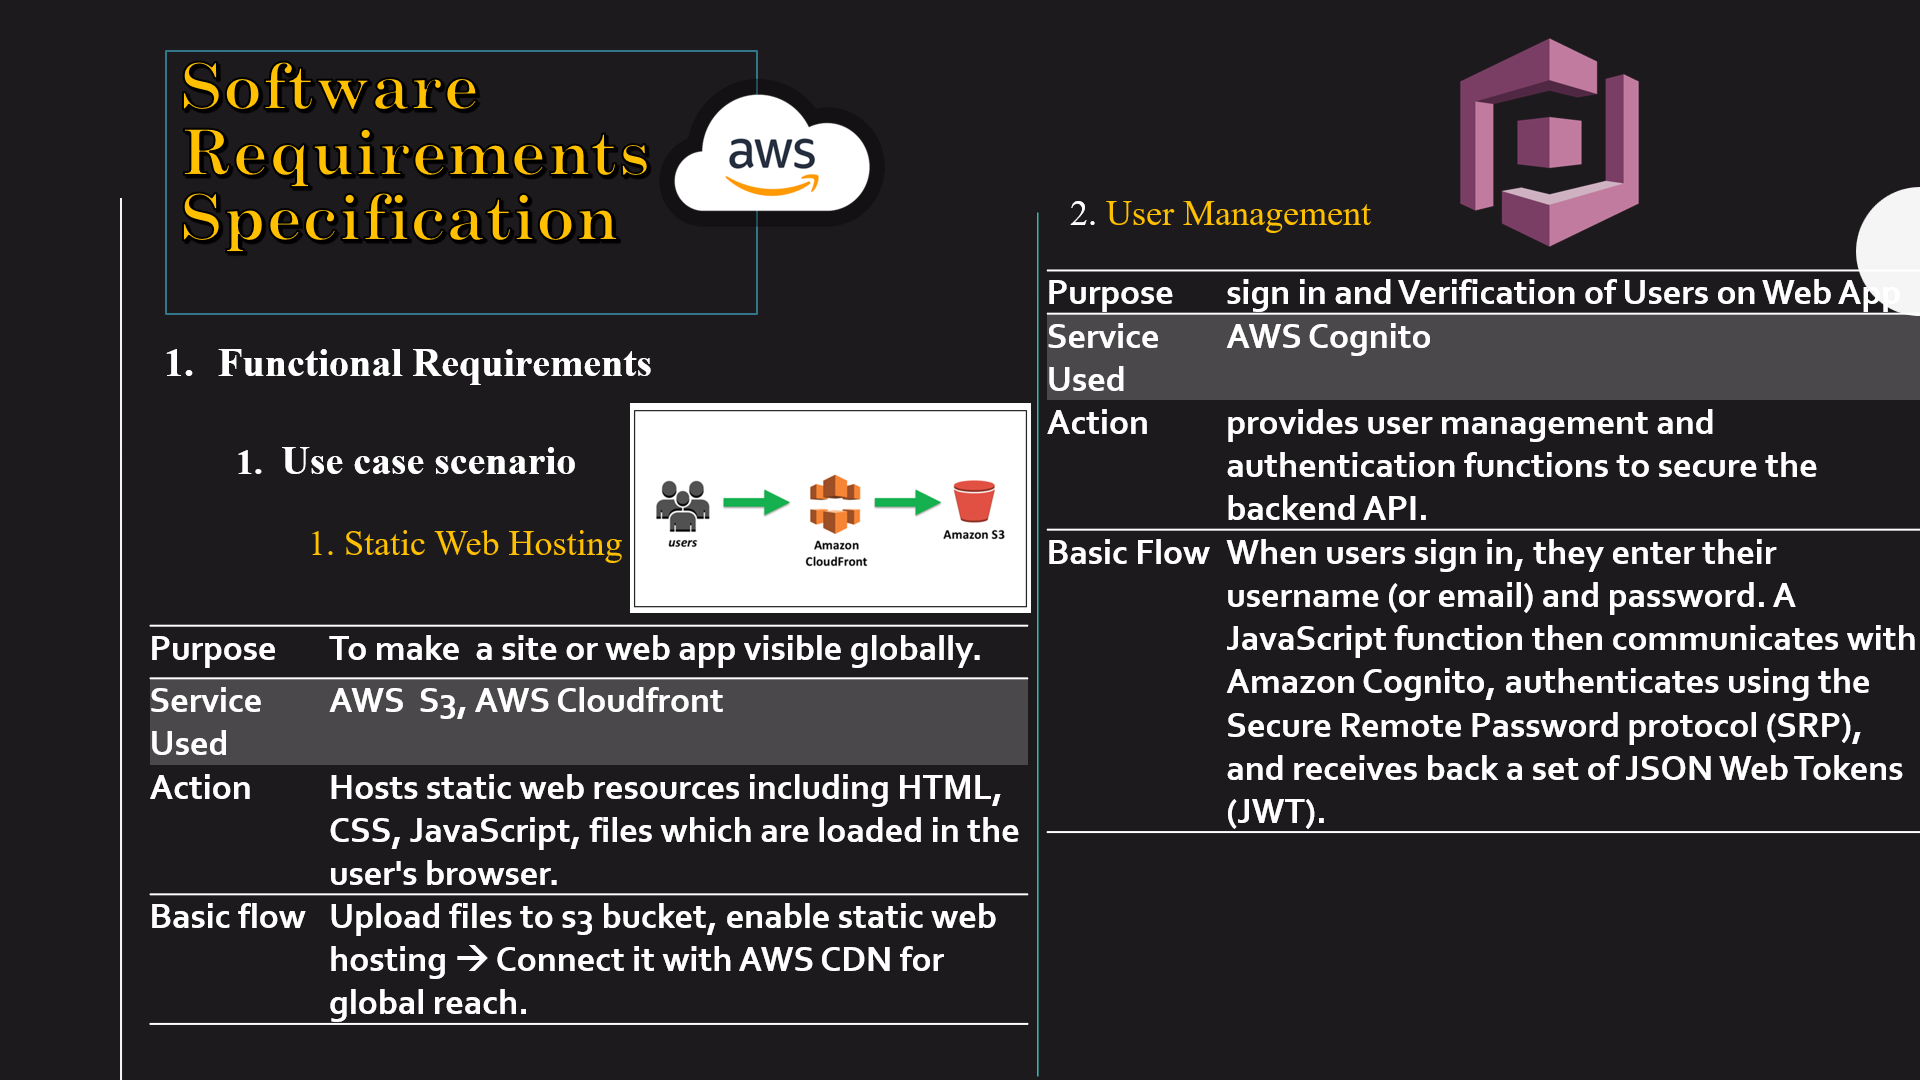 Software
Requirements
Specification
aws
1. Functional Requirements
1. Use case scenario
1. Static Web Hosting
users
Amazon
CloudFront
Amazon S3
Purpose To make  a site or web app visible globally.
Service AWS  S3, AWS Cloudfront
Used
Action Hosts static web resources including HTML,
CSS, JavaScript, files which are loaded in the
user's browser.
Basic flow Upload files to s3 bucket, enable static web
hosting → Connect it with AWS CDN for
global reach.
2. User Management
Purpose sign in and Verification of Users on Web App
Service AWS Cognito
Used
Action provides user management and
authentication functions to secure the
backend API.
Basic Flow When users sign in, they enter their
username (or email) and password. A
JavaScript function then communicates with
Amazon Cognito, authenticates using the
Secure Remote Password protocol (SRP),
and receives back a set of JSON Web Tokens
(JWT).